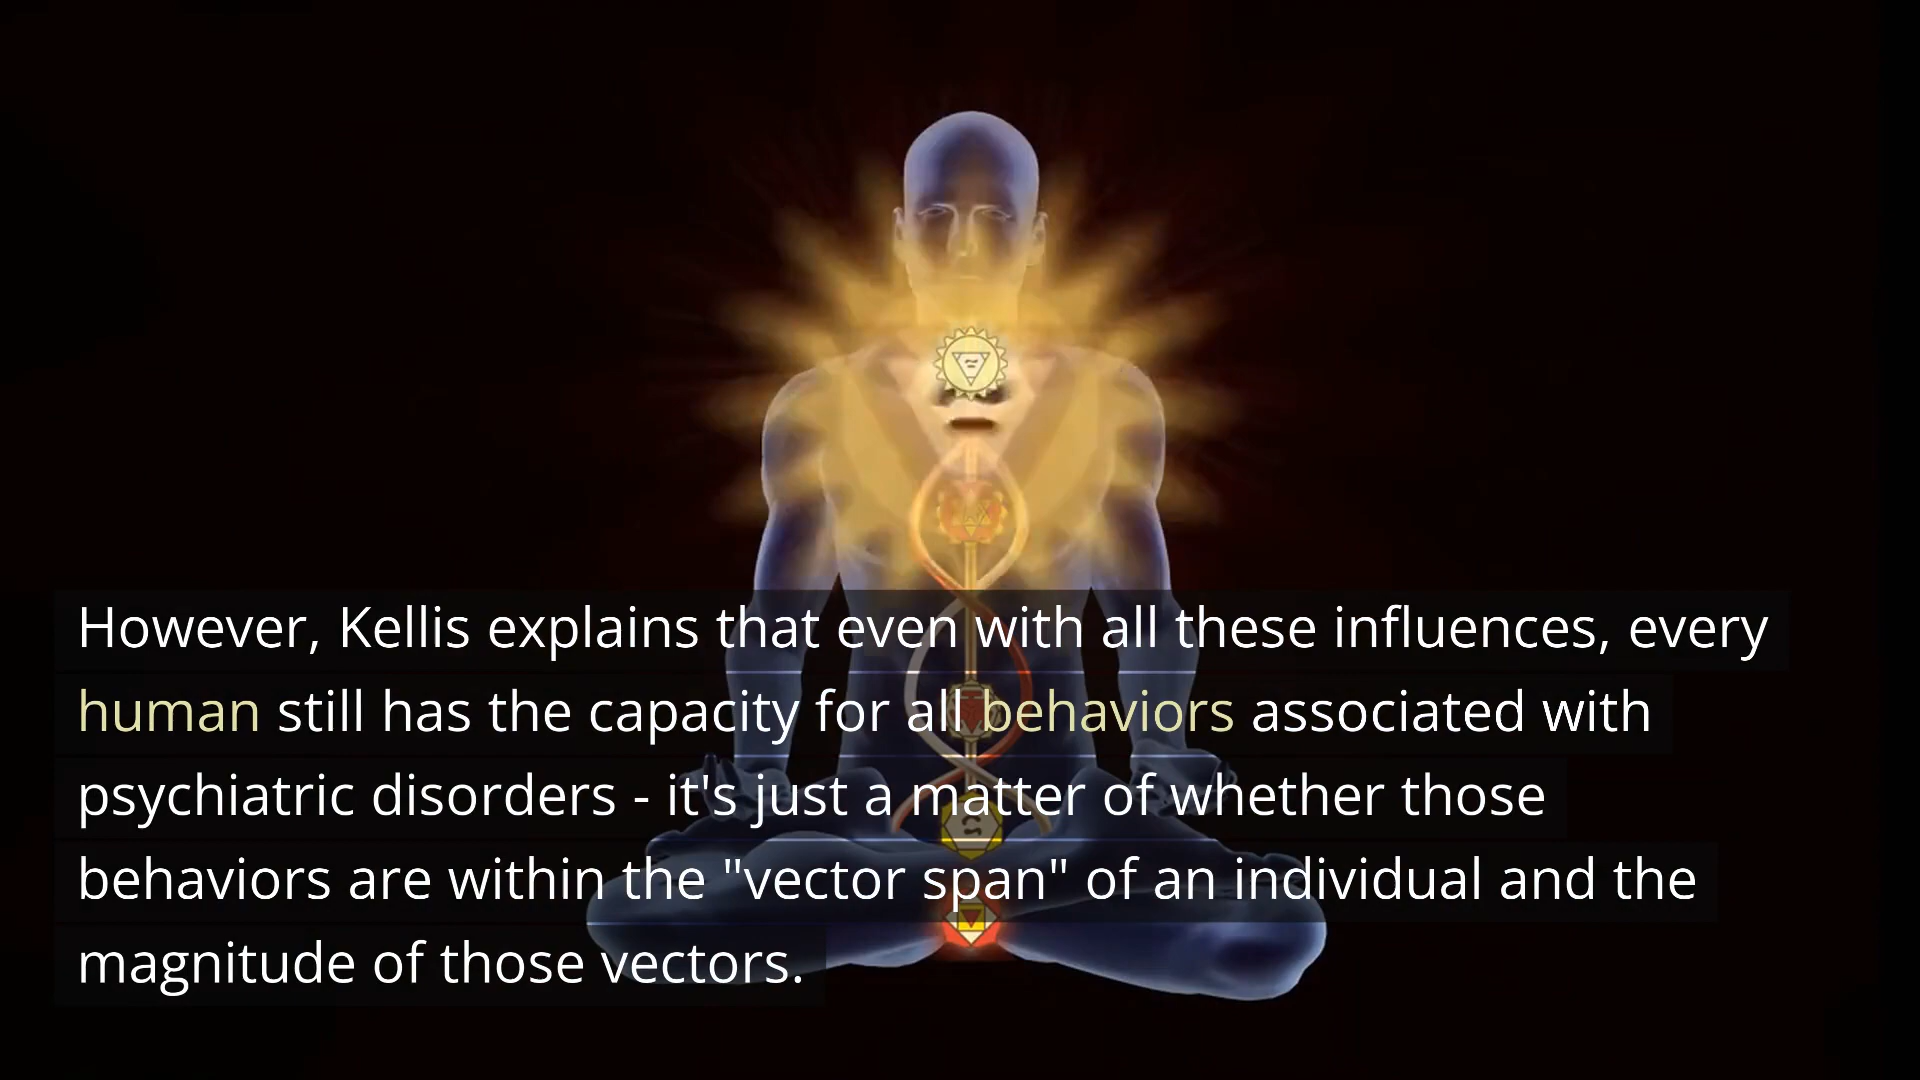 However, Kellis explains that even with all these influences, every
human still has the capacity for all behaviors associated with
psychiatric disorders - it's just a matter of whether those
behaviors are within the "vector span" of an individual and the
magnitude of those vectors.